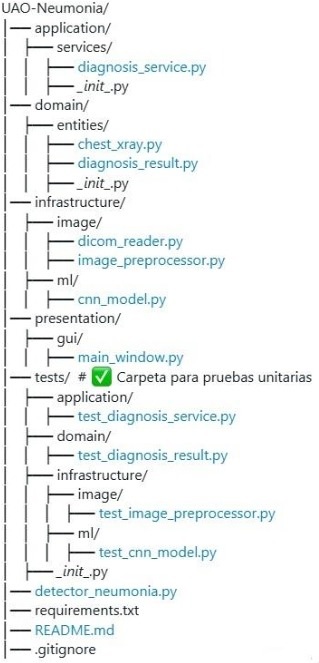 UAO-Neumonia/
│── application/
│   ├── services/
│   │   ├── diagnosis_service.py
│   │   ├── _init_.py
│── domain/
│   ├── entities/
│   │   ├── chest_xray.py
│   │   ├── diagnosis_result.py
│   │   ├── _init_.py
│── infrastructure/
│   ├── image/
│   │   ├── dicom_reader.py
│   │   ├── image_preprocessor.py
│   ├── ml/
│   │   ├── cnn_model.py
│── presentation/
│   ├── gui/
│   │   ├── main_window.py
│── tests/ # ✅ Carpeta para pruebas unitarias
│   ├── application/
│   │   ├── test_diagnosis_service.py
│   ├── domain/
│   │   ├── test_diagnosis_result.py
│   ├── infrastructure/
│   │   ├── image/
│   │   │   ├── test_image_preprocessor.py
│   │   ├── ml/
│   │   │   ├── test_cnn_model.py
│   ├── _init_.py
│── detector_neumonia.py
│── requirements.txt
│── README.md
│── .gitignore